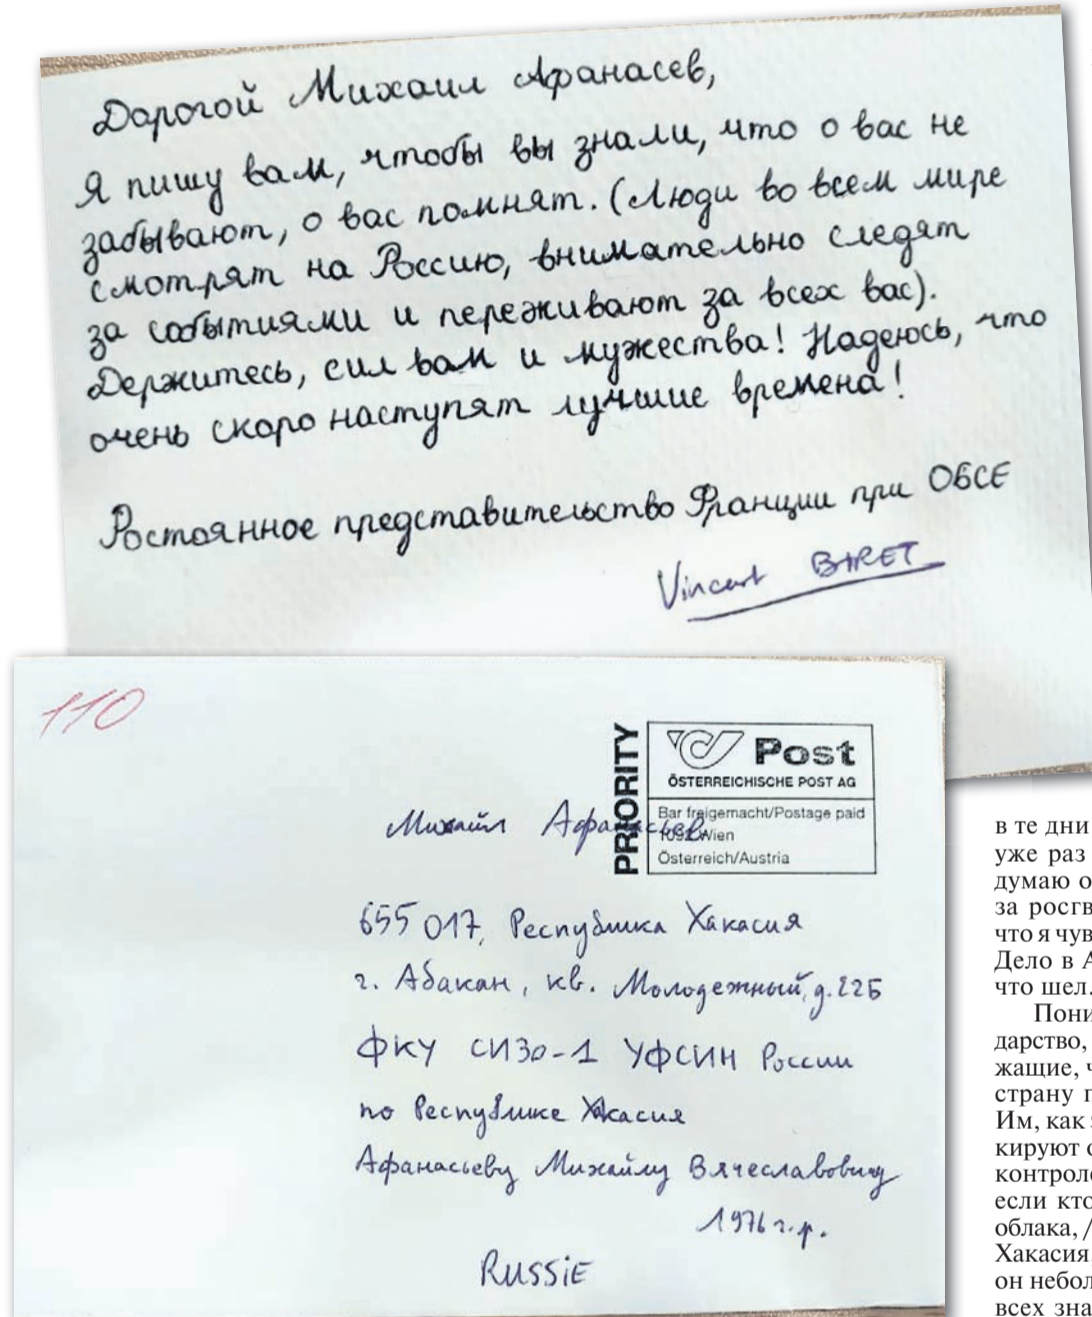 Дорогой Михаил Афанасев,
Я пишу вам, чтобы вы знали, что о вас не
забывают, о вас помнят. (Люди во всем мире
смотрят на Россию, внимательно следят
за событиями и переживают за всех вас).
Держитесь, сил вам и мужества! Надеюсь, что
очень скоро наступят лучшие времена!
Постоянное представительство Франции при ОБСЕ
Vincent
110
PRIORITY
Post
ÖSTERREICHISCHE POST AG
Bar freigemacht/Postage paid
1092 Wien
Österreich/Austria
Михаил Афанасьев
655017, Республика Хакасия
г. Абакан, кв. Молодежный, д. 22Б
ФКУ СИЗО-1 УФСИН России
по Республике Хакасия
Афанасьеву Михаилу Вячеславовичу
1976 г.р.
RUSSIE
в те дни
уже раз
думаю о
за росгв
что я чув
Дело в А
что шел.
Пони
дарство,
жащие, ч
страну п
Им, как
кируют о
контроле
если кто
облака, /
Хакасия
он небол
всех зна